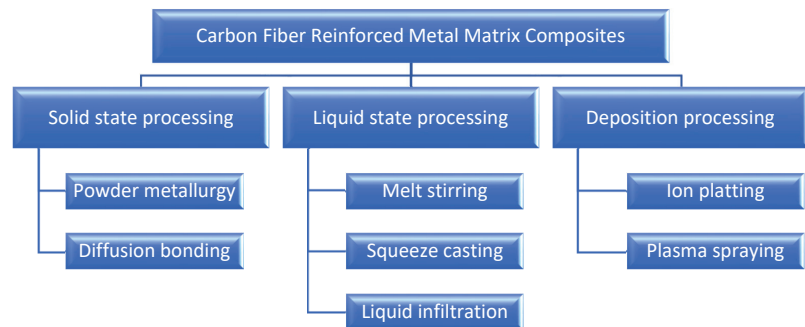 Carbon Fiber Reinforced Metal Matrix Composites
Solid state processing
Liquid state processing
Deposition processing
Powder metallurgy
Melt stirring
Ion platting
Diffusion bonding
Squeeze casting
Plasma spraying
Liquid infiltration